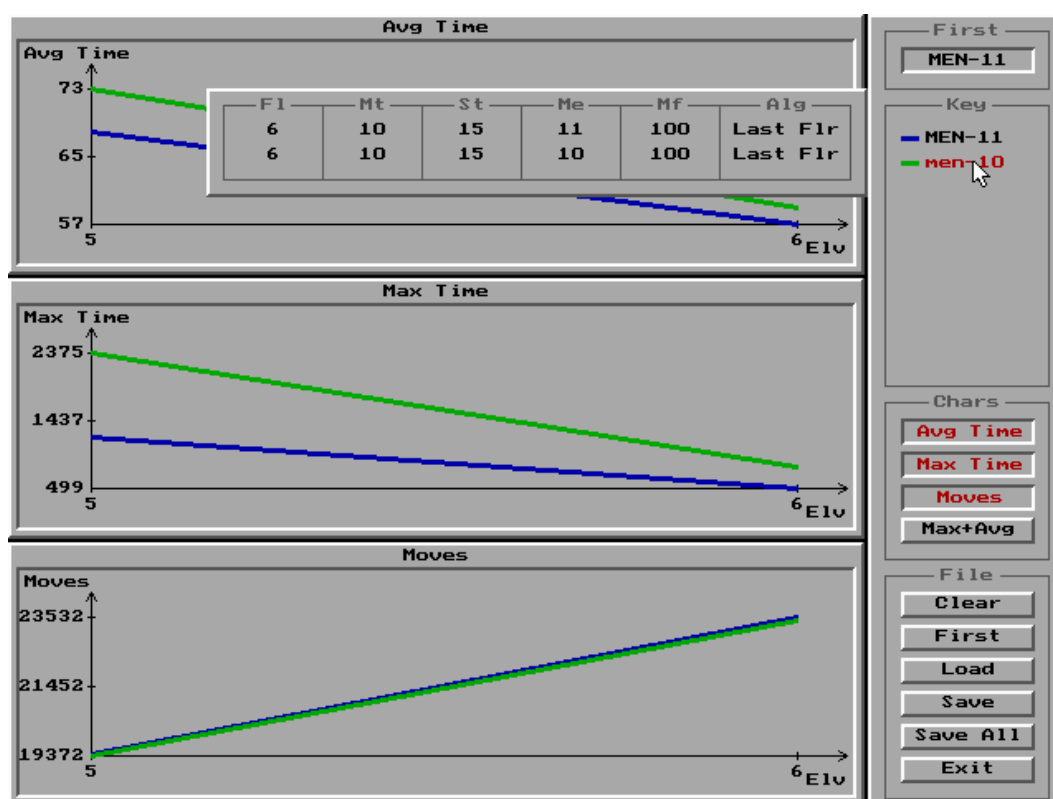 Avg Time
Avg Time
73
65
57
5
6
Elv
Fl Mt St Me Mf Alg
6 10 15 11 100 Last Flr
6 10 15 10 100 Last Flr
Max Time
Max Time
2375
1437
499
5
6
Elv
Moves
Moves
23532
21452
19372
5
6
Elv
First
MEN-11
Key
MEN-11
men-10
Chars
Avg Time
Max Time
Moves
Max+Avg
File
Clear
First
Load
Save
Save All
Exit